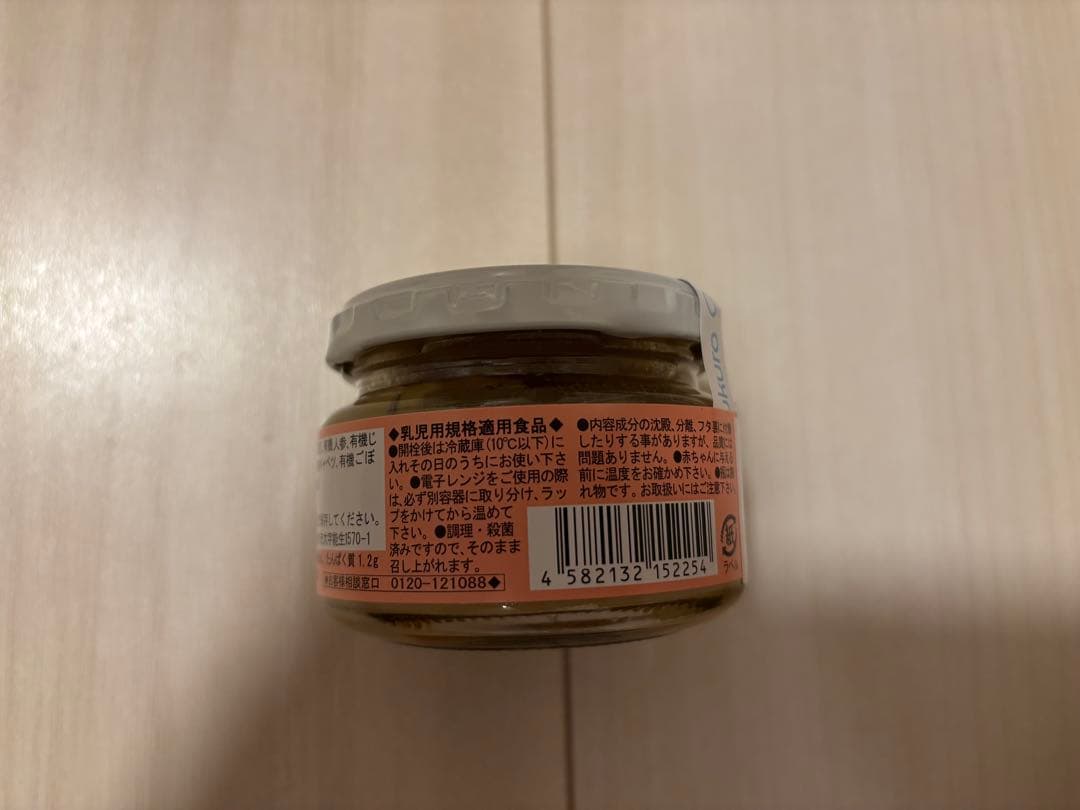 有機人参、有機じ
ーベツ、有機ごぼ
してください。
字能生1570-1
たんぱく質1.2g
お客様相談窓口 0120-121088◆
◆乳児用規格適用食品◆
●開栓後は冷蔵庫(10℃以下)に
入れその日のうちにお使い下さ
い。●電子レンジをご使用の際
は、必ず別容器に取り分け、ラッ
プをかけてから温めて
下さい。●調理・殺菌
済みですので、そのまま
召し上がれます。
●内容成分の沈殿、分離、フタ
したりする事がありますが、品質には
問題ありません。●赤ちゃんに与える
前に温度をお確かめ下さい。
れ物です。お取扱いにはご注意下さい。
4 582132 152254
紙
ラベル
kuro